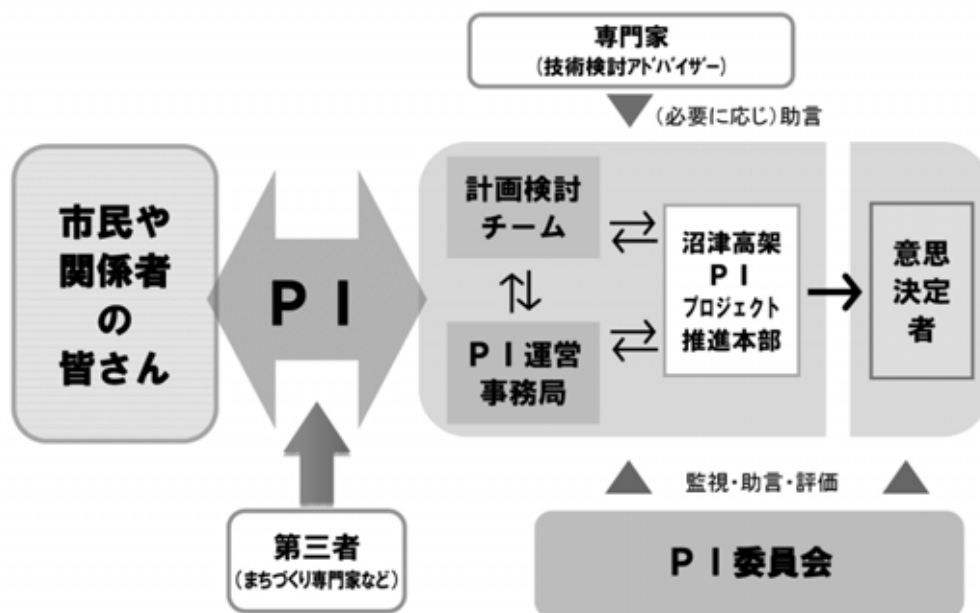 専門家
(技術検討アドバイザー)
(必要に応じ)助言
市民や
関係者
の
皆さん
ＰＩ
計画検討
チーム
ＰＩ運営
事務局
沼津高架
ＰＩ
プロジェクト
推進本部
意思
決定
者
監視・助言・評価
第三者
(まちづくり専門家など)
ＰＩ委員会